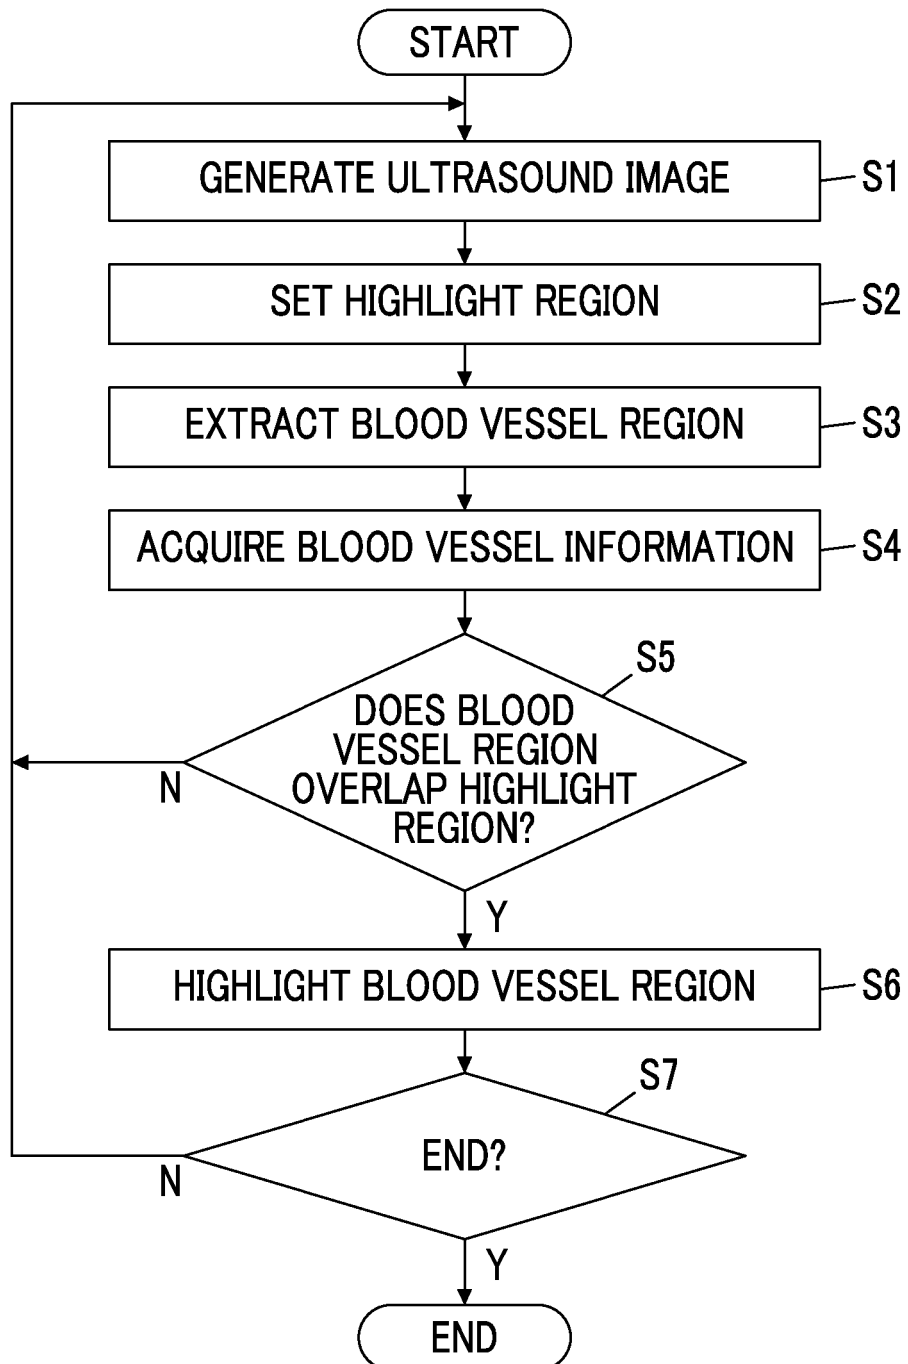 START
GENERATE ULTRASOUND IMAGE
S1
SET HIGHLIGHT REGION
S2
EXTRACT BLOOD VESSEL REGION
S3
ACQUIRE BLOOD VESSEL INFORMATION
S4
S5
DOES BLOOD
VESSEL REGION
OVERLAP HIGHLIGHT
REGION?
N
Y
HIGHLIGHT BLOOD VESSEL REGION
S6
S7
END?
N
Y
END